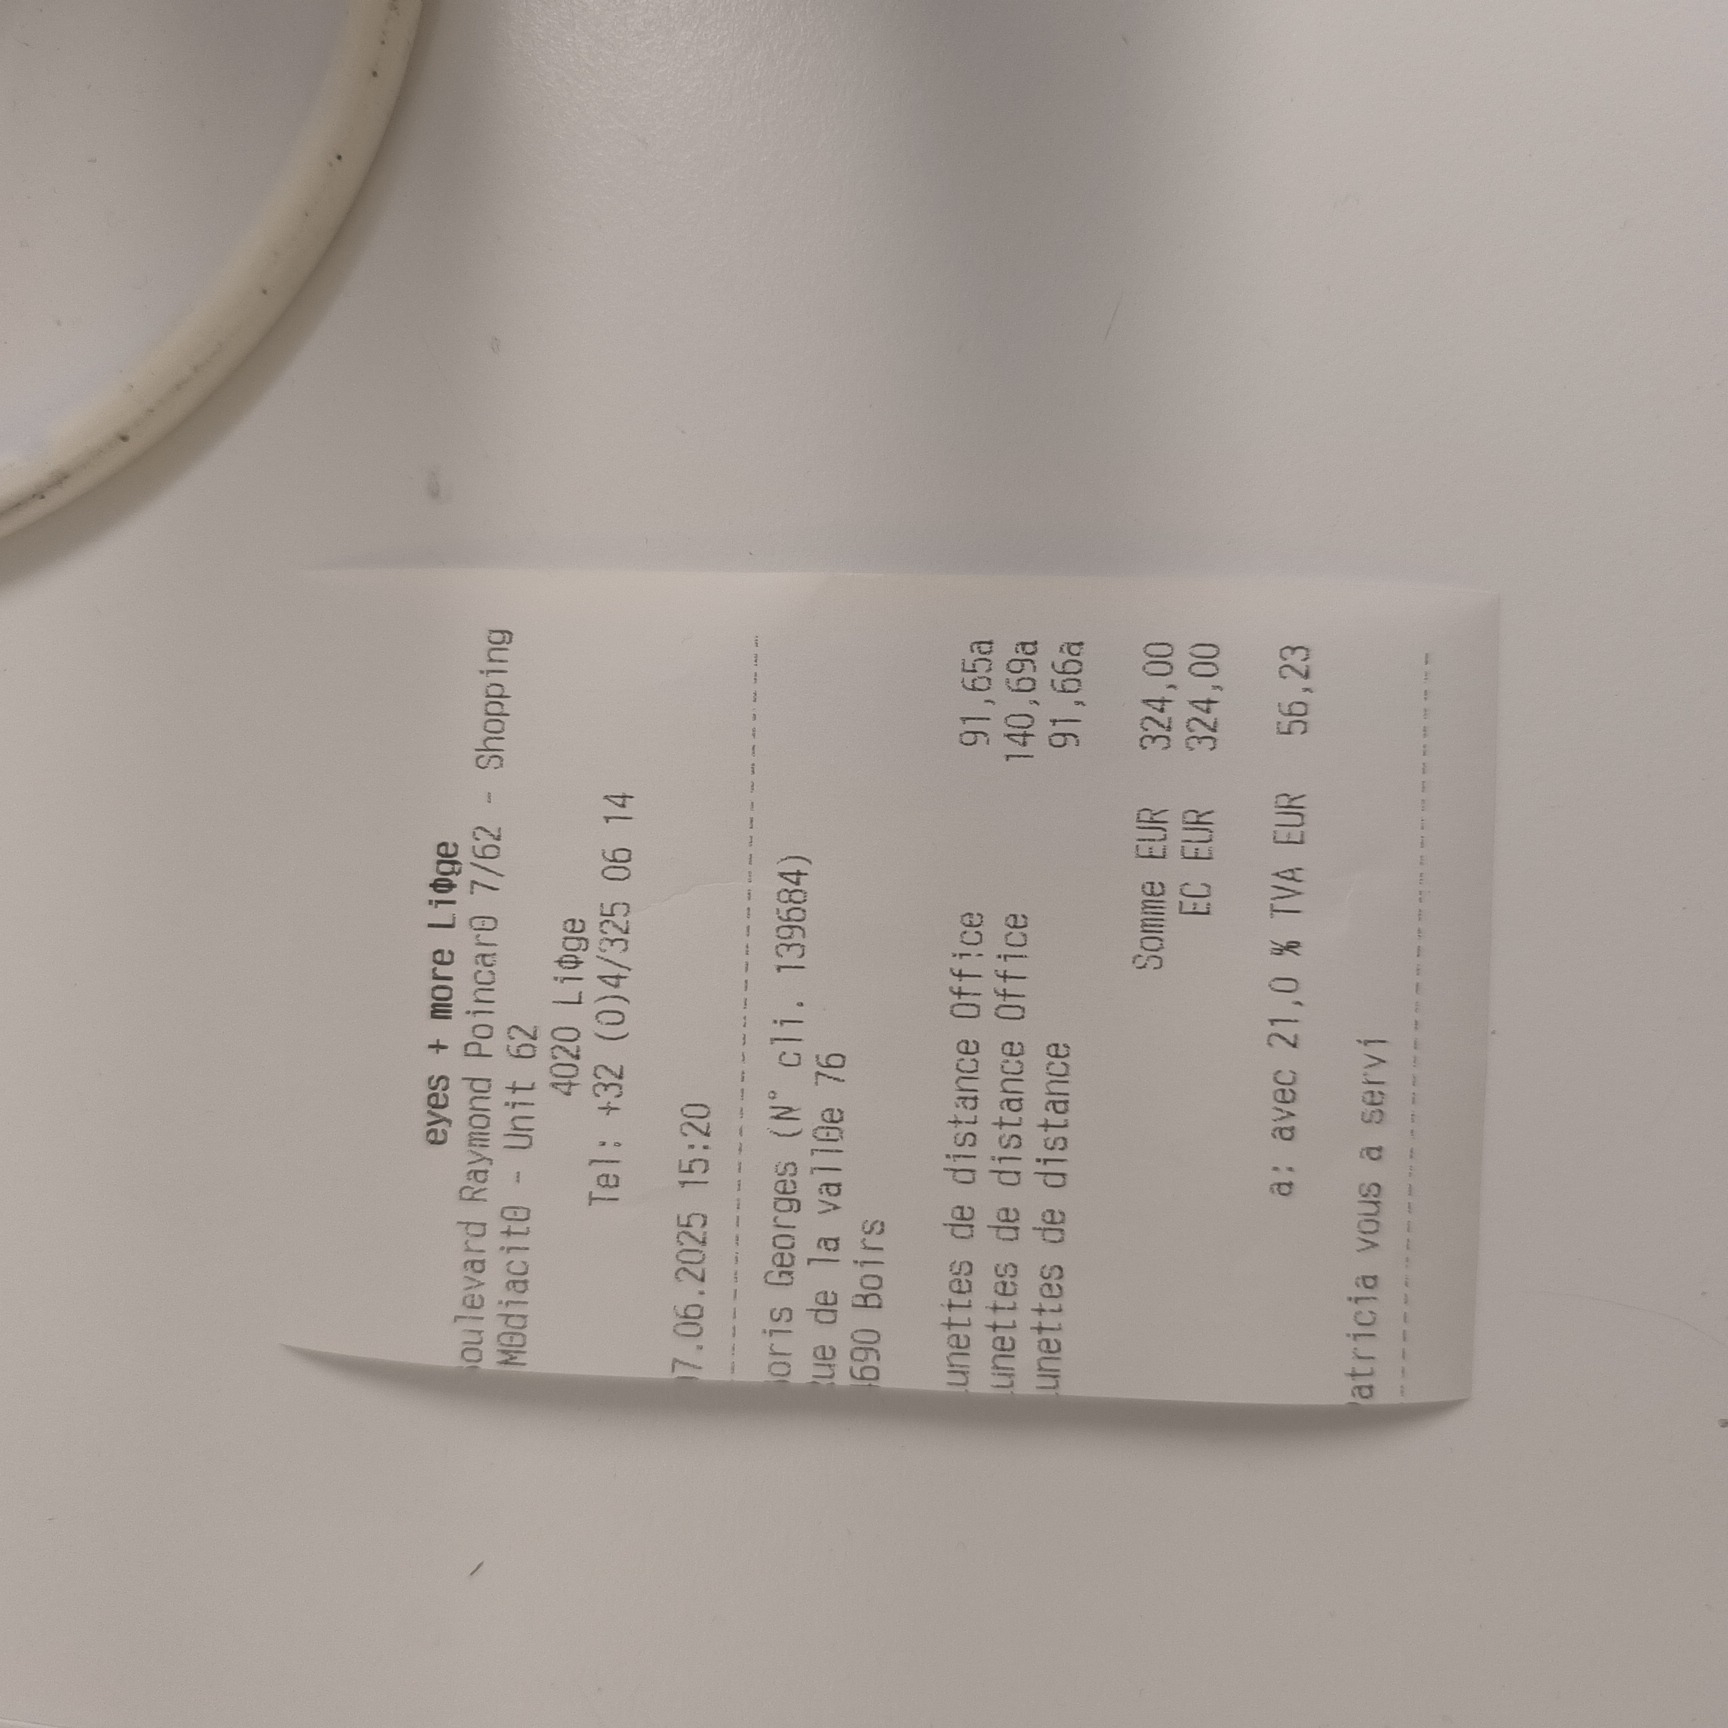 eyes + more LiΦge
oulevard Raymond Poincar0 7/62 - Shopping
M0diacit0 - Unit 62
4020 LiΦge
Tel: +32 (0)4/325 06 14
7.06.2025 15:20
oris Georges (N° cli. 139684)
ue de la vall0e 76
690 Boirs
unettes de distance Office 91,65a
unettes de distance Office 140,69a
unettes de distance 91,66a
Somme EUR 324,00
EC EUR 324,00
a: avec 21,0 % TVA EUR 56,23
atricia vous a servi